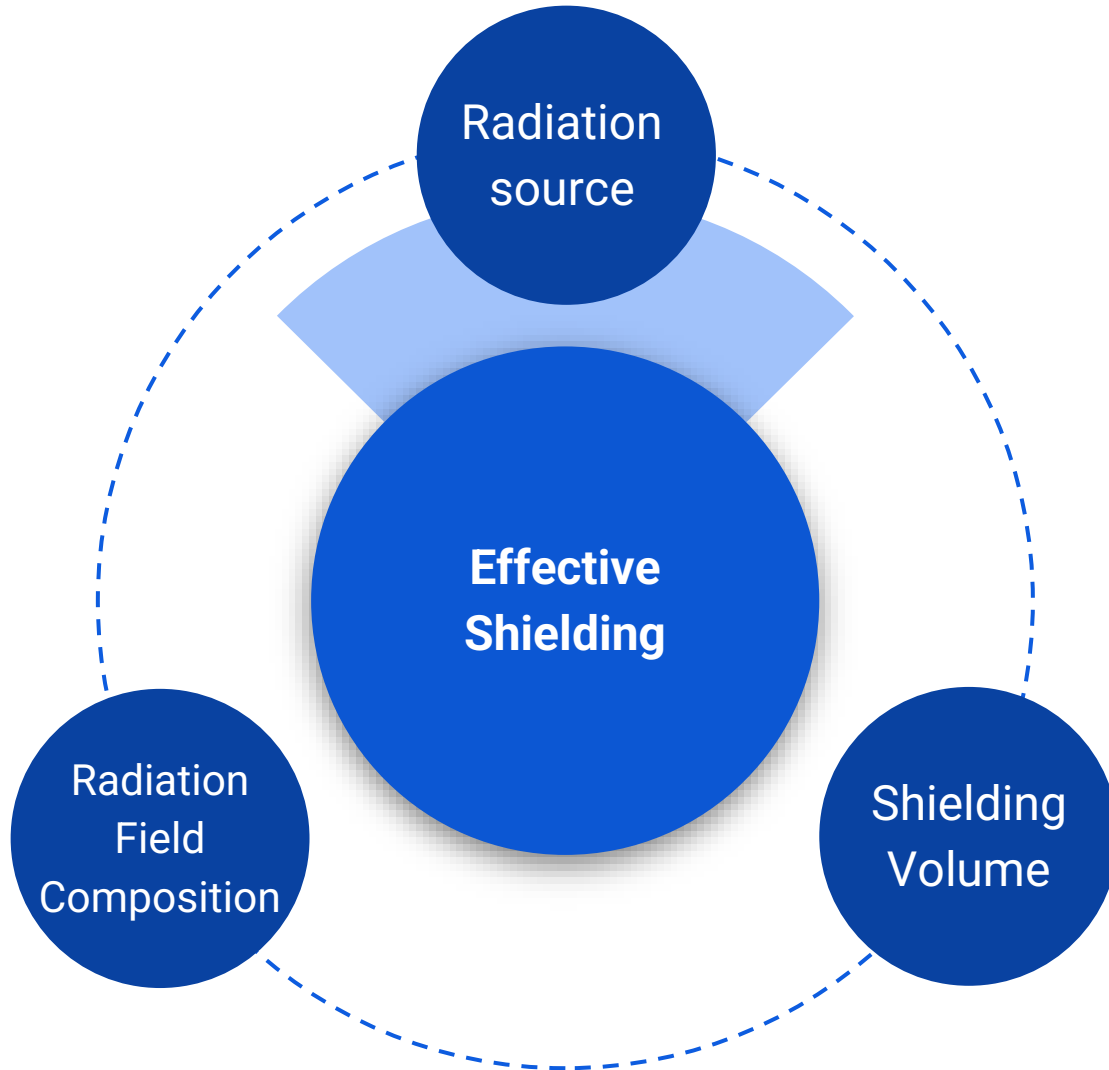 Radiation
source
Effective
Shielding
Radiation
Field
Composition
Shielding
Volume